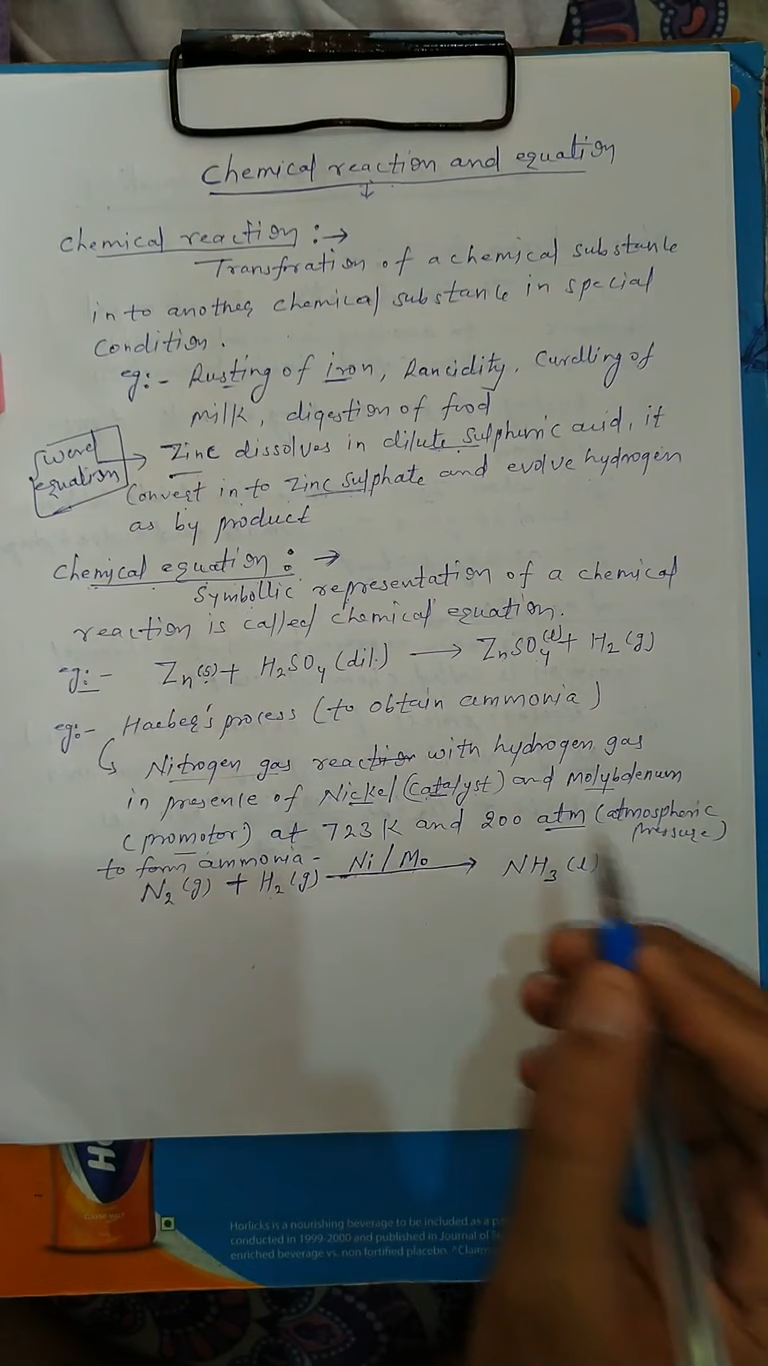 Chemical reaction and equation
Chemical reaction :→
Transfration of a chemical substance
in to another chemical substance in special
Condition.
eg:- Rusting of iron, Rancidity, Curdling of
milk, digestion of food
word
equation
→ Zinc dissolves in dilute sulphuric acid, it
Convert in to Zinc sulphate and evolve hydrogen
as by product
Chemical equation : →
Symbollic representation of a chemical
reaction is called chemical equation.
eg:- Zn(s) + H2SO4 (dil.) → ZnSO4(l) + H2(g)
eg:- Haeber's process (to obtain ammonia)
Nitrogen gas reaction with hydrogen gas
in presence of Nickel (Catalyst) and Molybdenum
(promotor) at 723 K and 200 atm (atmospheric
pressure)
to form ammonia-
N2(g) + H2(g) Ni/Mo → NH3(l)
Horlicks is a nourishing beverage to be included as a
conducted in 1999-2000 and published in Journal of
enriched beverage vs. non fortified placebo. ^Claims